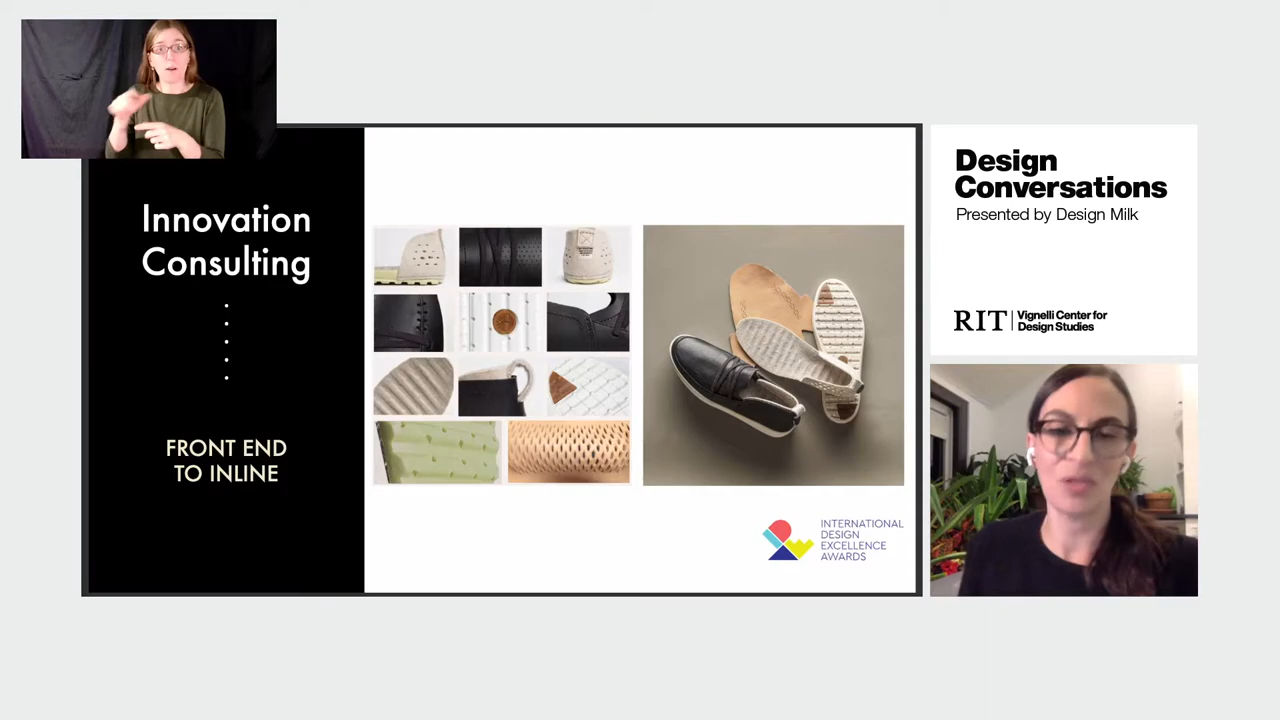 Innovation
Consulting
FRONT END
TO INLINE
INTERNATIONAL
DESIGN
EXCELLENCE
AWARDS
Design
Conversations
Presented by Design Milk
RIT
Vignelli Center for
Design Studies